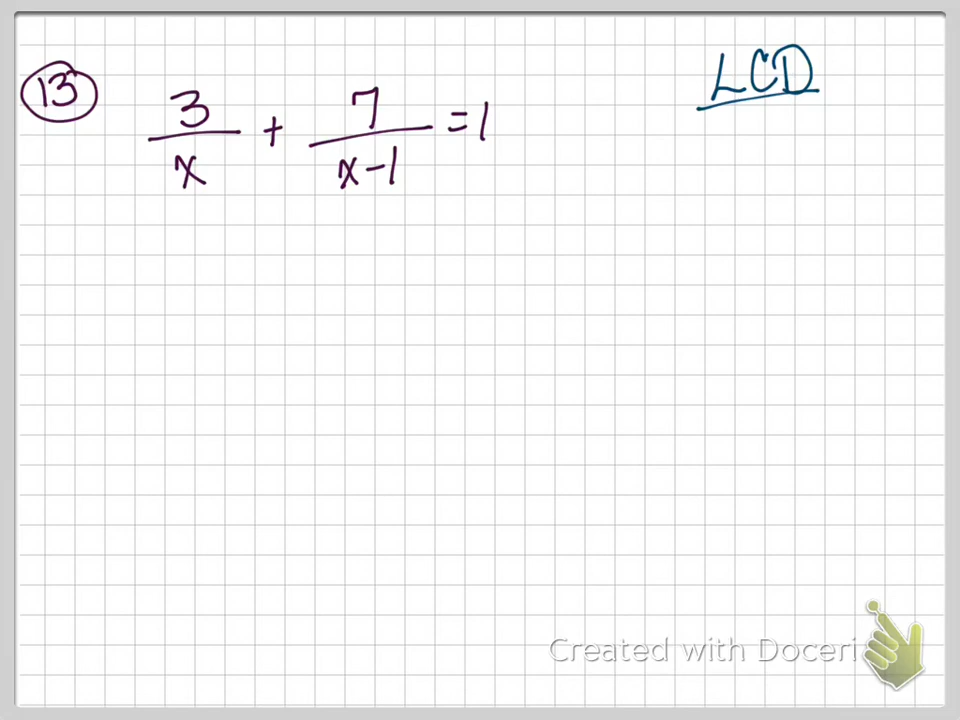 13 3/x + 7/(x-1) = 1
LCD
Created with Doceri